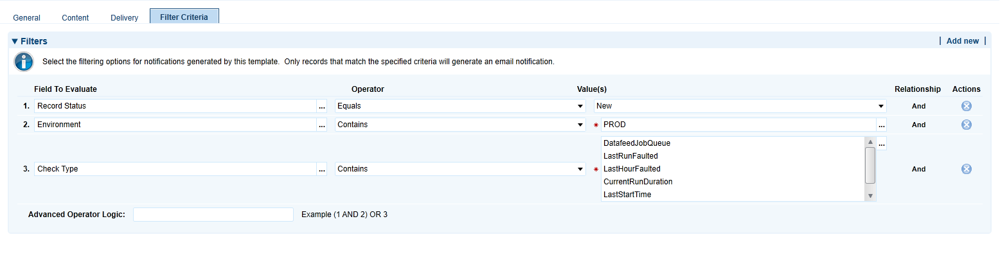 General Content Delivery Filter Criteria
Filters | Add new |
Select the filtering options for notifications generated by this template. Only records that match the specified criteria will generate an email notification.
Field To Evaluate Operator Value(s) Relationship Actions
1. Record Status ... Equals New And
2. Environment ... Contains * PROD ... And
DatafeedJobQueue ...
LastRunFaulted
3. Check Type ... Contains * LastHourFaulted And
CurrentRunDuration
LastStartTime
Advanced Operator Logic: Example (1 AND 2) OR 3